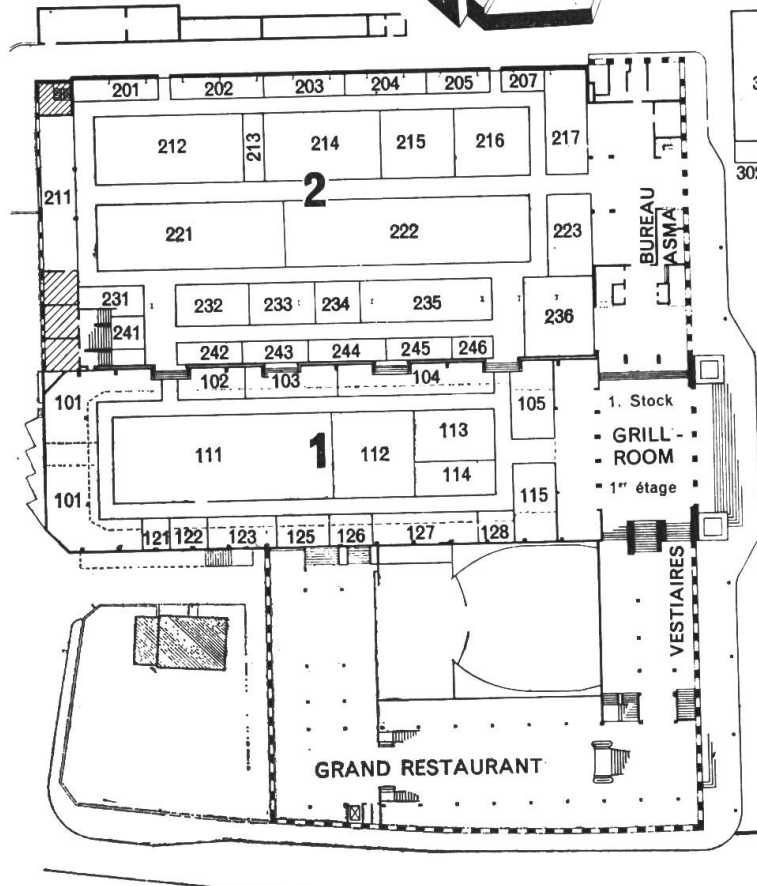 201 202 203 204 205 207
212 213 214 215 216 217
2
211
221 222 223
BUREAU
ASMA
231 232 233 234 235 236
241
242 243 244 245 246
101 102 103 104 105
1. Stock
GRILL-
ROOM
1er étage
111 1 112 113
114
101 115
121 122 123 125 126 127 128
VESTIAIRES
GRAND RESTAURANT